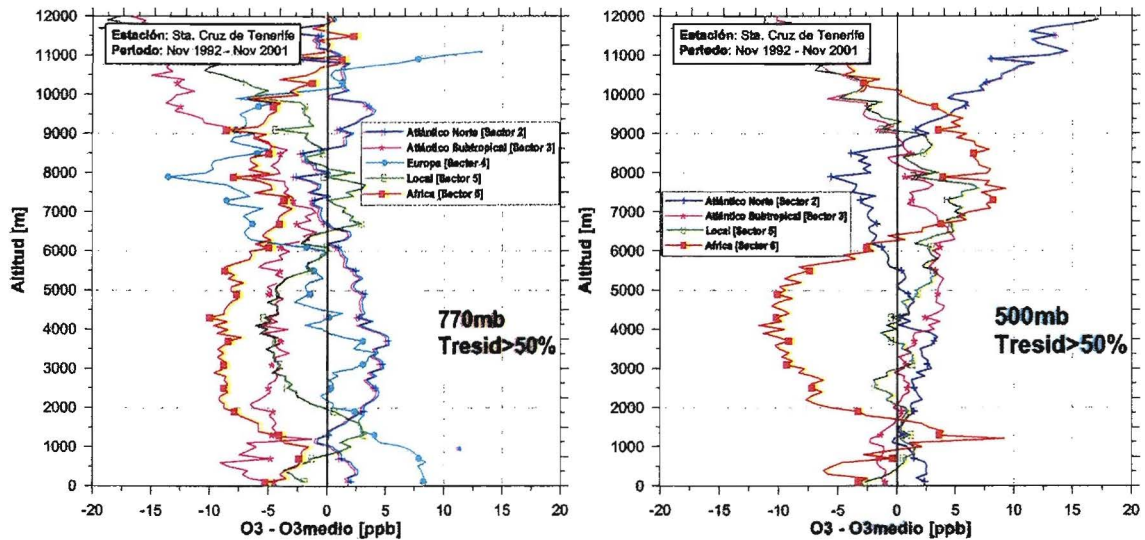 Estación: Sta. Cruz de Tenerife
Periodo: Nov 1992 - Nov 2001
Altitud [m]
12000
11000
10000
9000
8000
7000
6000
5000
4000
3000
2000
1000
0
Atlántico Norte [Sector 2]
Atlántico Subtropical [Sector 3]
Europa [Sector 4]
Local [Sector 5]
Africa [Sector 6]
770mb
Tresid>50%
-20 -15 -10 -5 0 5 10 15 20
O3 - O3medio [ppb]
Estación: Sta. Cruz de Tenerife
Periodo: Nov 1992 - Nov 2001
Altitud [m]
12000
11000
10000
9000
8000
7000
6000
5000
4000
3000
2000
1000
0
Atlántico Norte [Sector 2]
Atlántico Subtropical [Sector 3]
Local [Sector 5]
Africa [Sector 6]
500mb
Tresid>50%
-20 -15 -10 -5 0 5 10 15 20
O3 - O3medio [ppb]